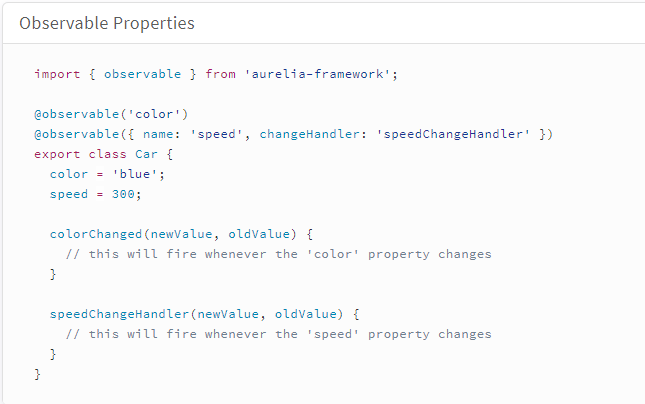 Observable Properties
import { observable } from 'aurelia-framework';
@observable('color')
@observable({ name: 'speed', changeHandler: 'speedChangeHandler' })
export class Car {
color = 'blue';
speed = 300;
colorChanged(newValue, oldValue) {
// this will fire whenever the 'color' property changes
}
speedChangeHandler(newValue, oldValue) {
// this will fire whenever the 'speed' property changes
}
}